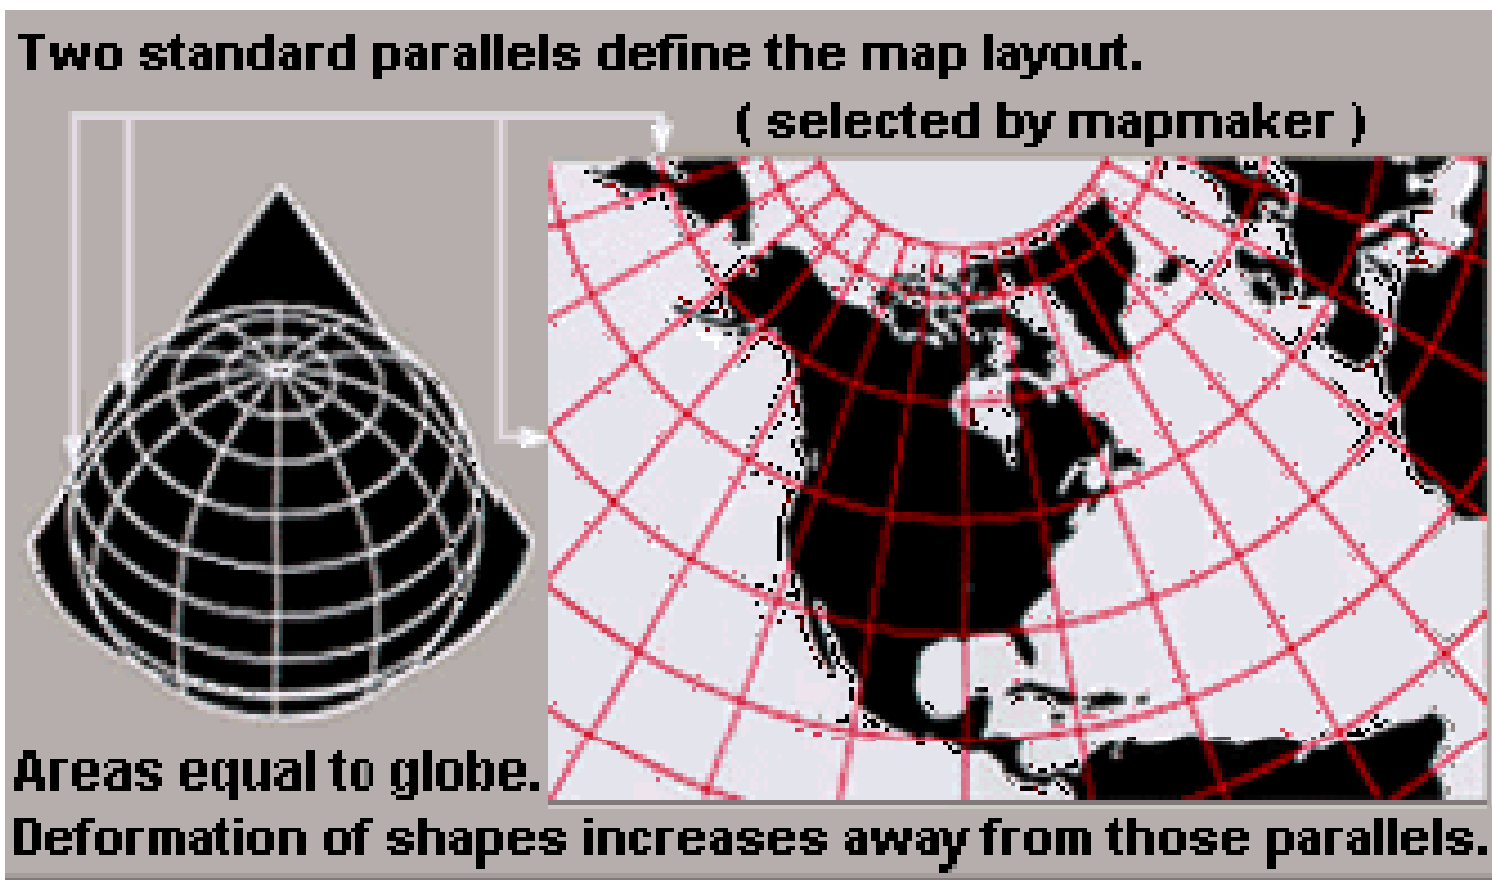 Two standard parallels define the map layout.
( selected by mapmaker )
Areas equal to globe.
Deformation of shapes increases away from those parallels.